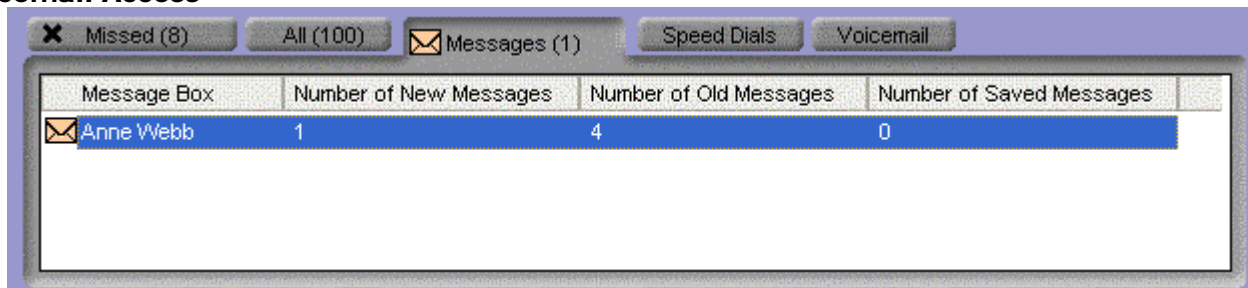 Access
Missed (8) All (100) Messages (1) Speed Dials Voicemail
Message Box Number of New Messages Number of Old Messages Number of Saved Messages
Anne Webb 1 4 0